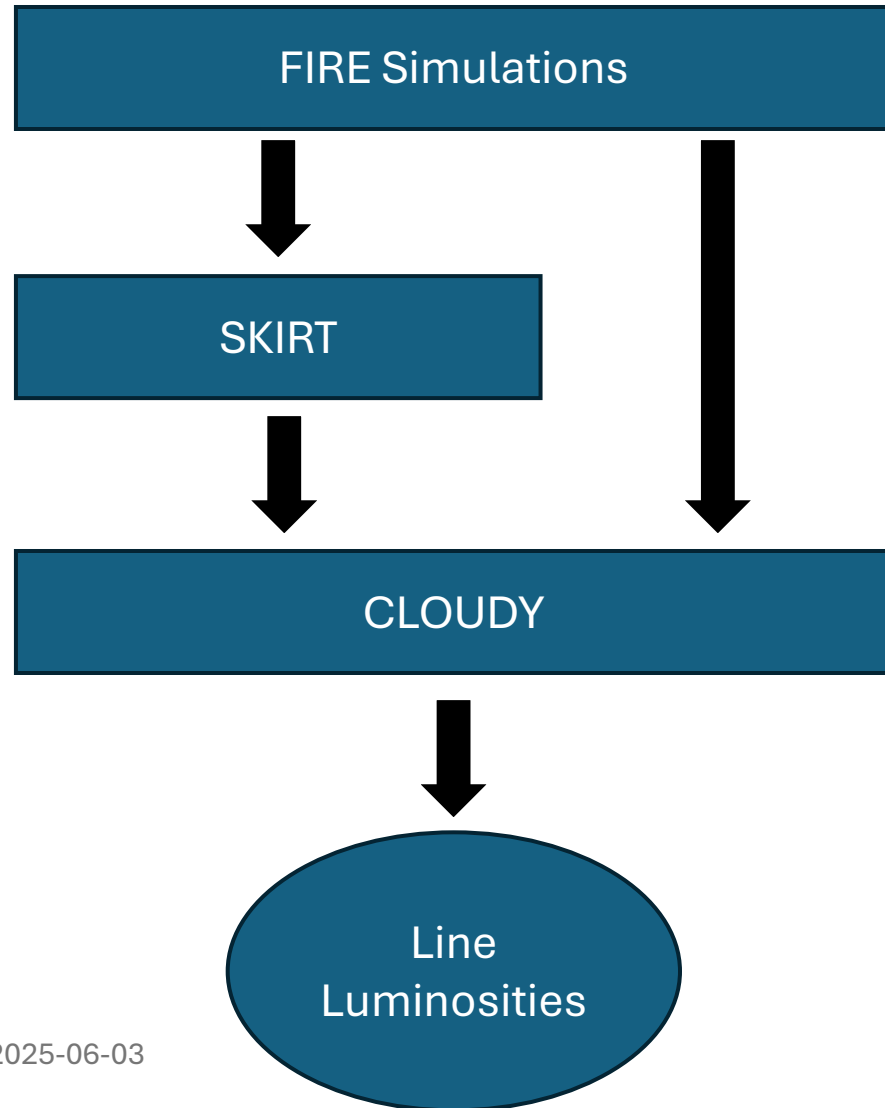 FIRE Simulations
SKIRT
CLOUDY
Line
Luminosities
2025-06-03